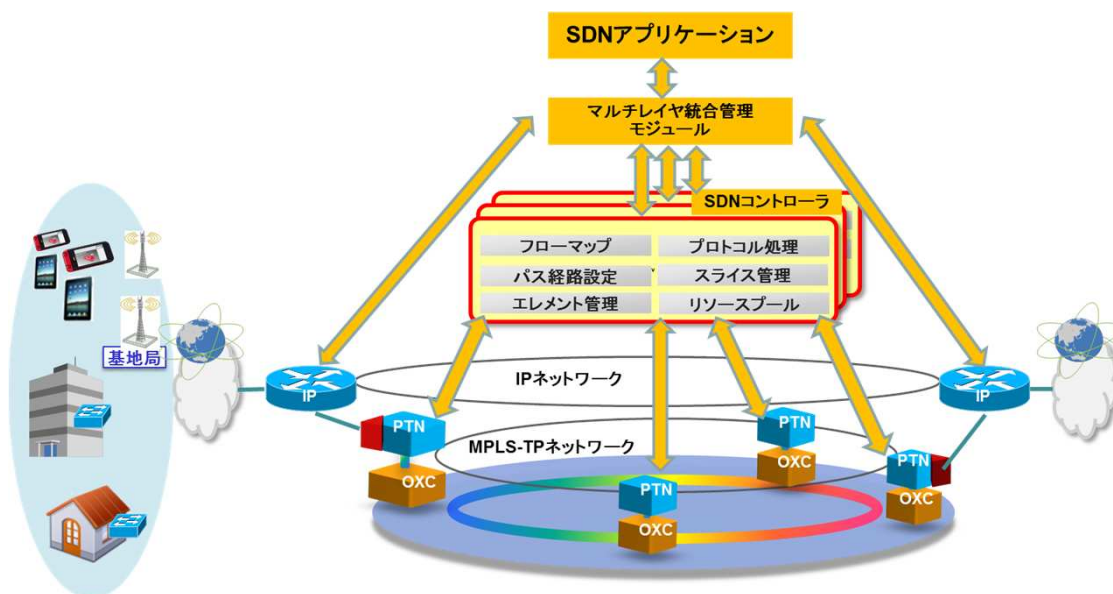 SDNアプリケーション
マルチレイヤ統合管理
モジュール
SDNコントローラ
フローマップ
プロトコル処理
パス経路設定
スライス管理
エレメント管理
リソースプール
基地局
IP
IPネットワーク
IP
PTN
PTN
MPLS-TPネットワーク
OXC
OXC
PTN
PTN
OXC
OXC